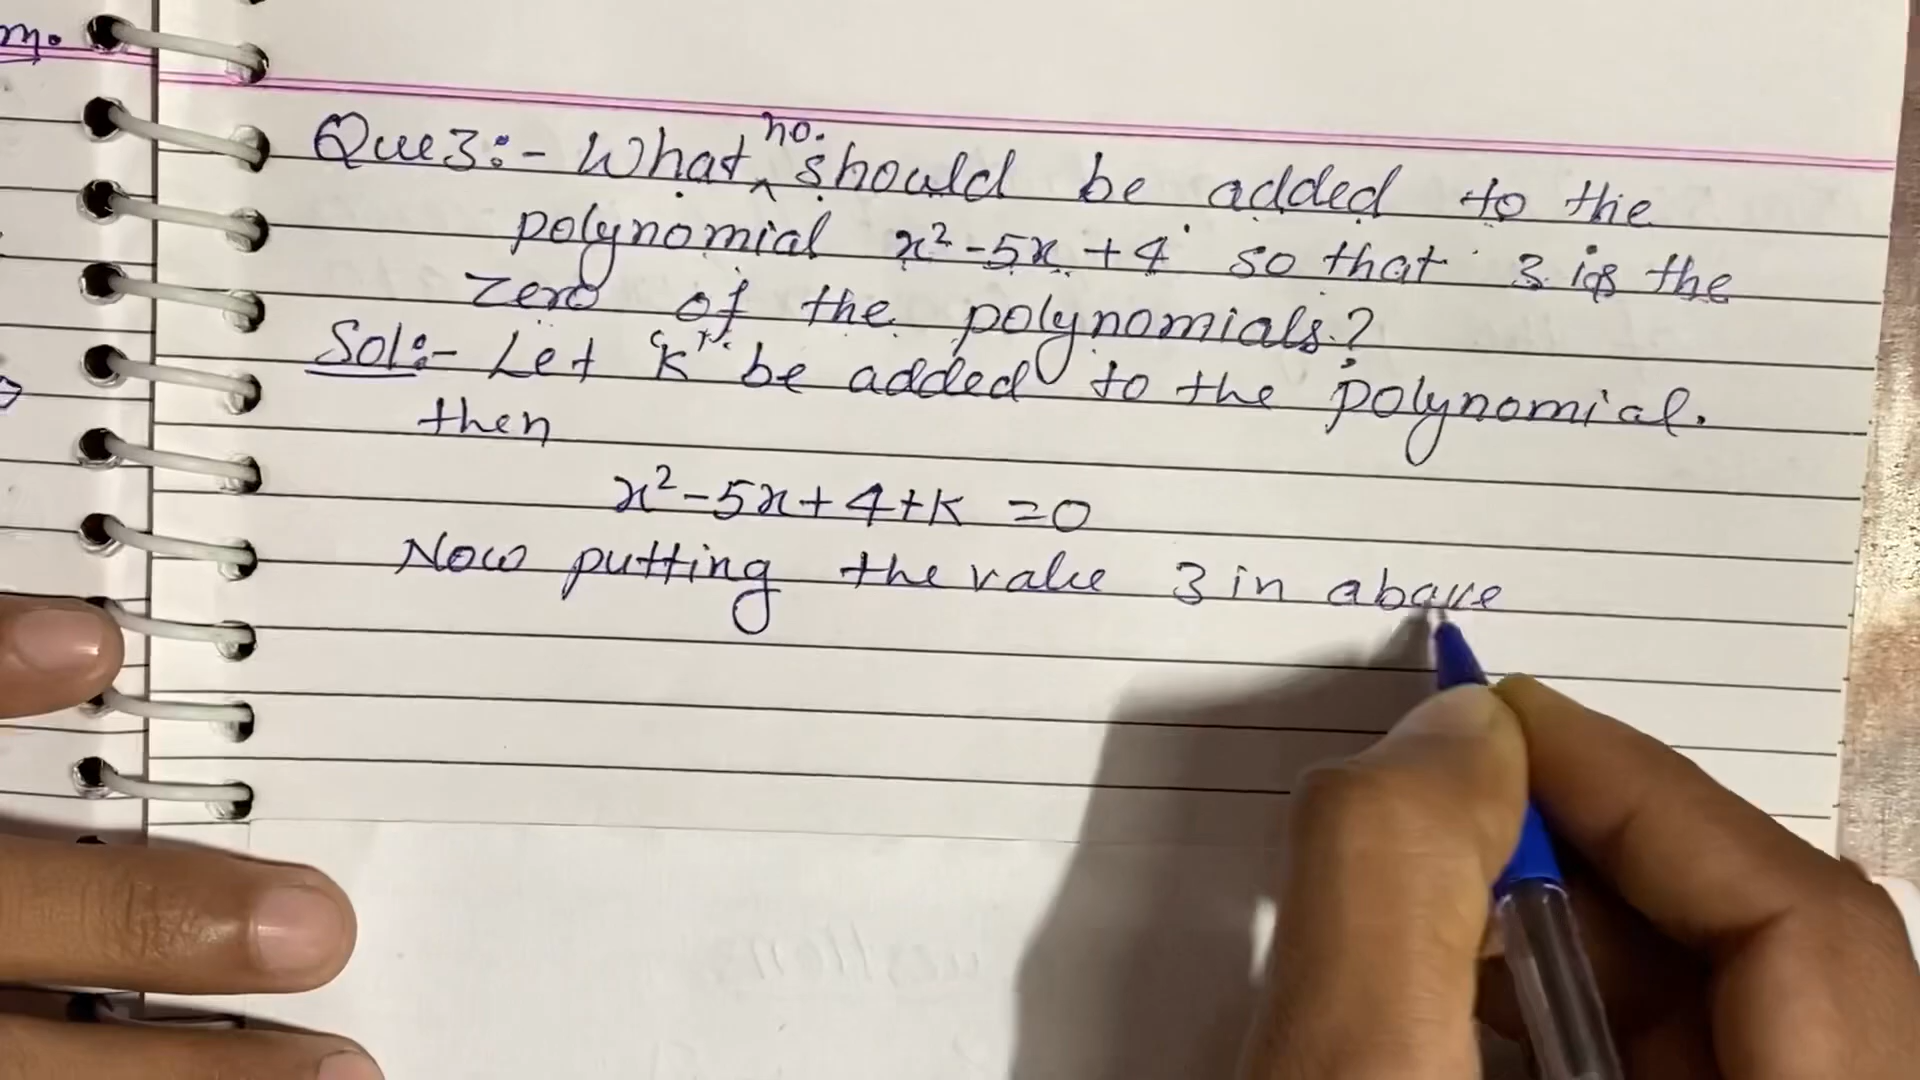 m.
Que3:- What no. should be added to the
polynomial x²-5x+4 so that 3 is the
zero of the polynomials?
Sol:- Let 'K' be added to the polynomial.
then
x²-5x+4+K =0
Now putting the value 3 in above